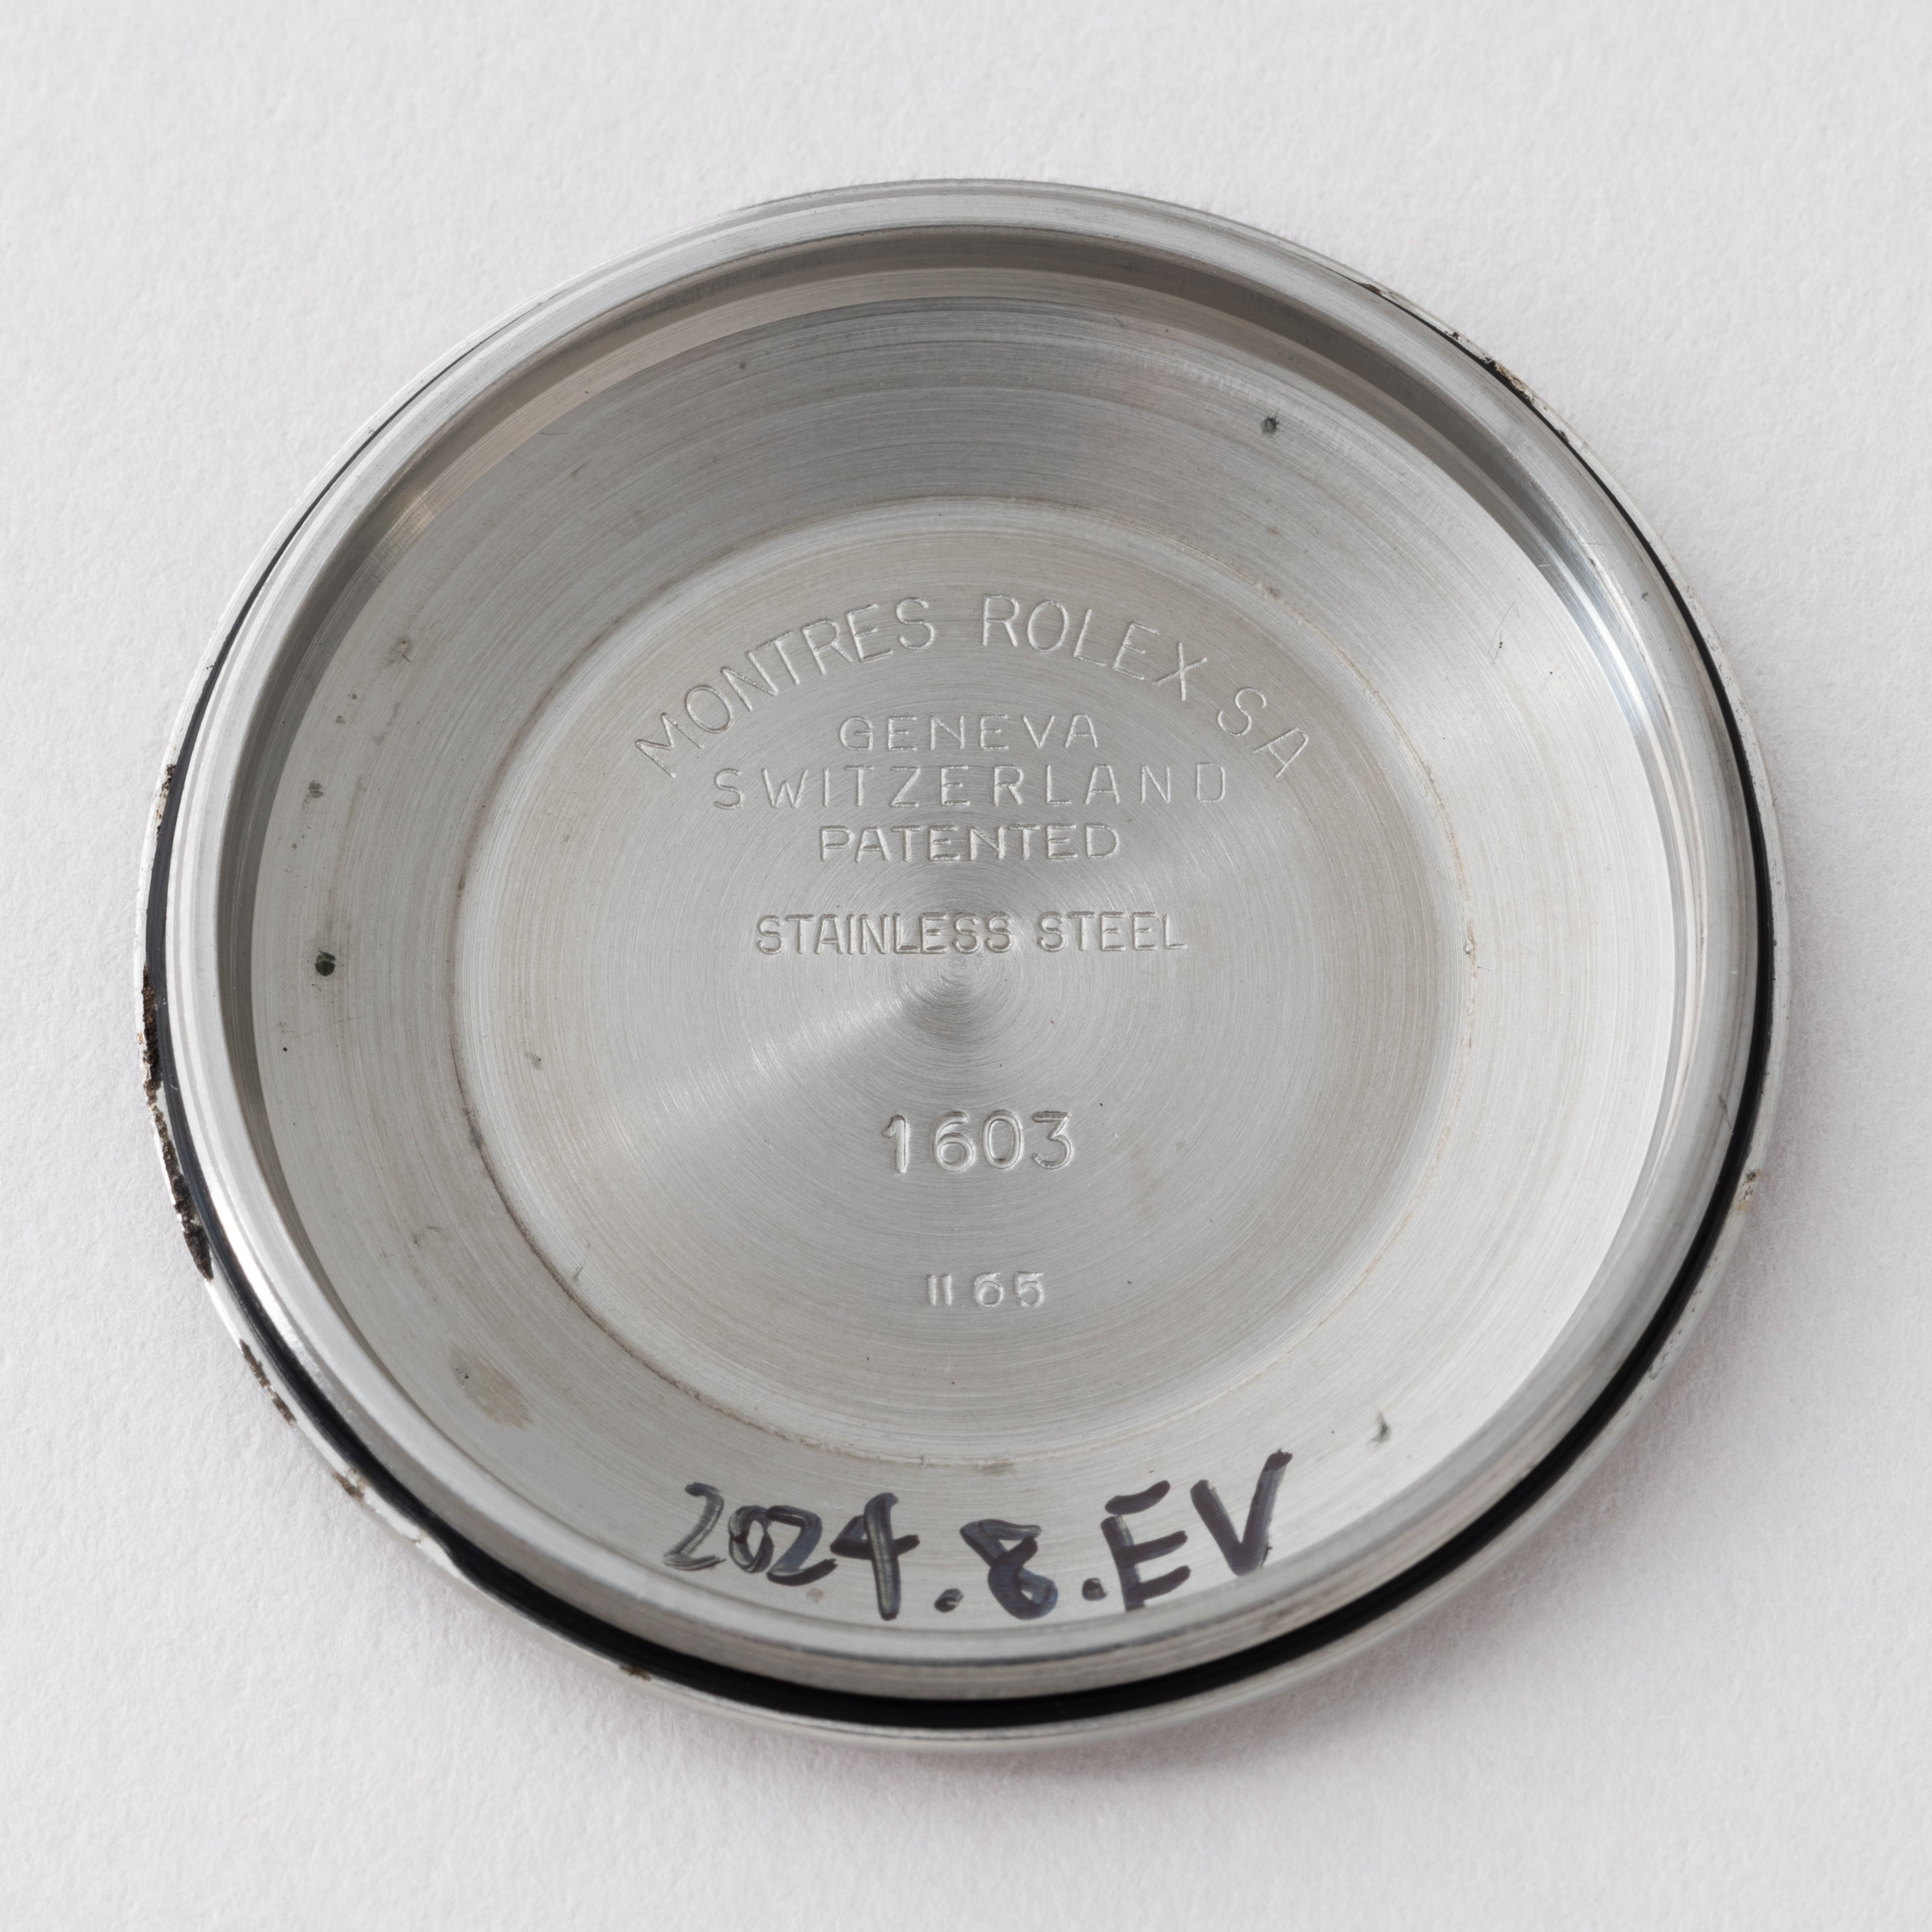 MONTRES ROLEX SA
GENEVA
SWITZERLAND
PATENTED
STAINLESS STEEL
1603
II 65
2024.8.EV